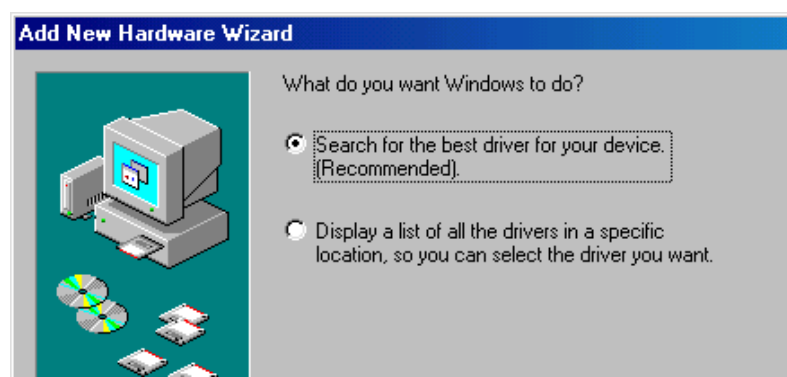 Add New Hardware Wizard
What do you want Windows to do?
Search for the best driver for your device.
(Recommended).
Display a list of all the drivers in a specific
location, so you can select the driver you want.